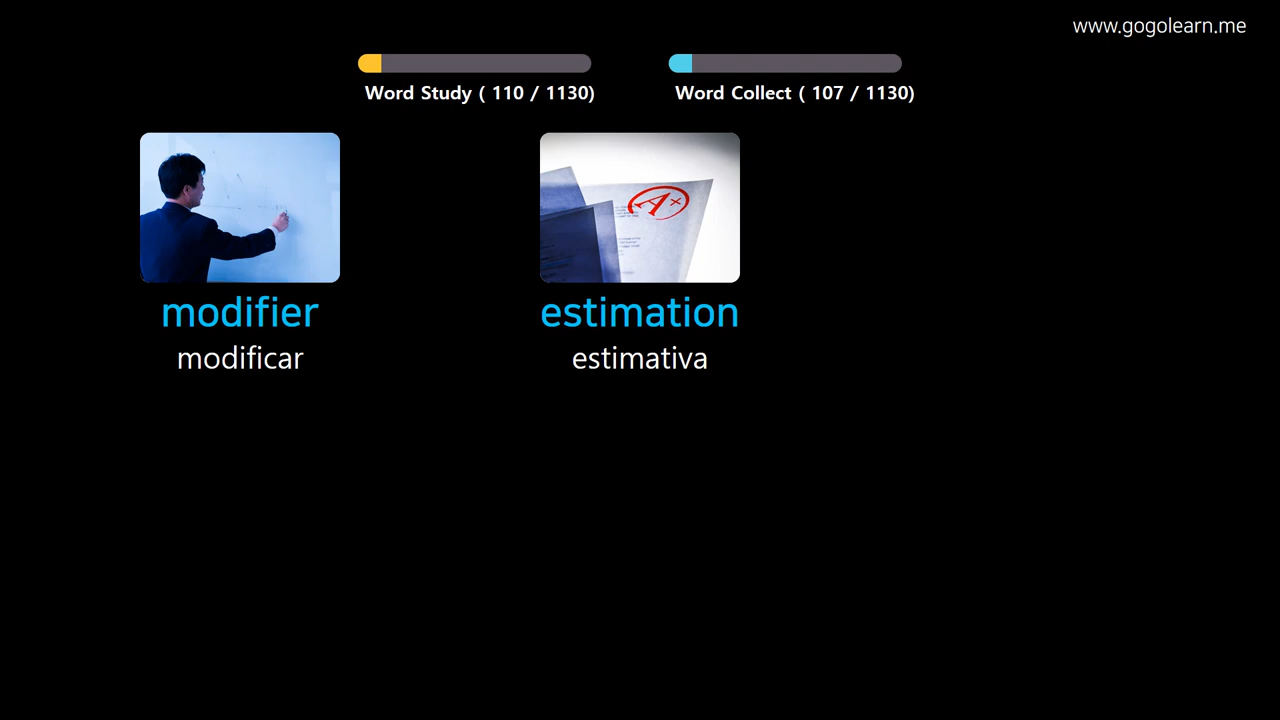 www.gogolearn.me
Word Study ( 110 / 1130)
Word Collect ( 107 / 1130)
A+
modifier
estimation
modificar
estimativa